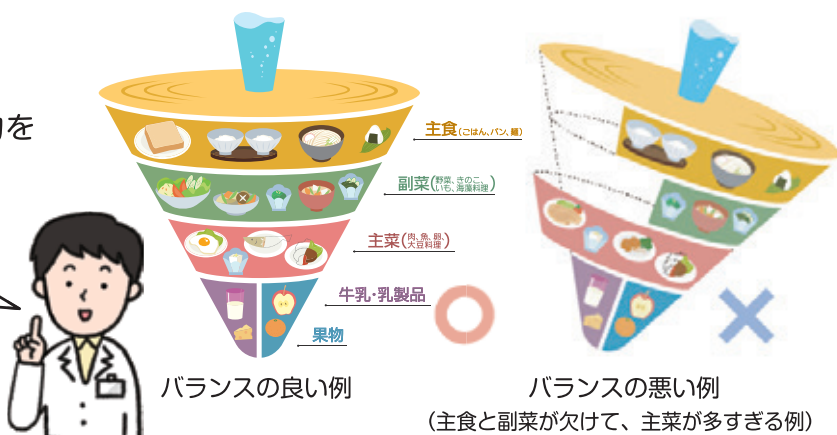 を
主食(ごはん、パン、麺)
副菜(野菜、きのこ、
いも、海藻料理)
主菜(肉、魚、卵、
大豆料理)
牛乳・乳製品
果物
バランスの良い例
バランスの悪い例
(主食と副菜が欠けて、主菜が多すぎる例)